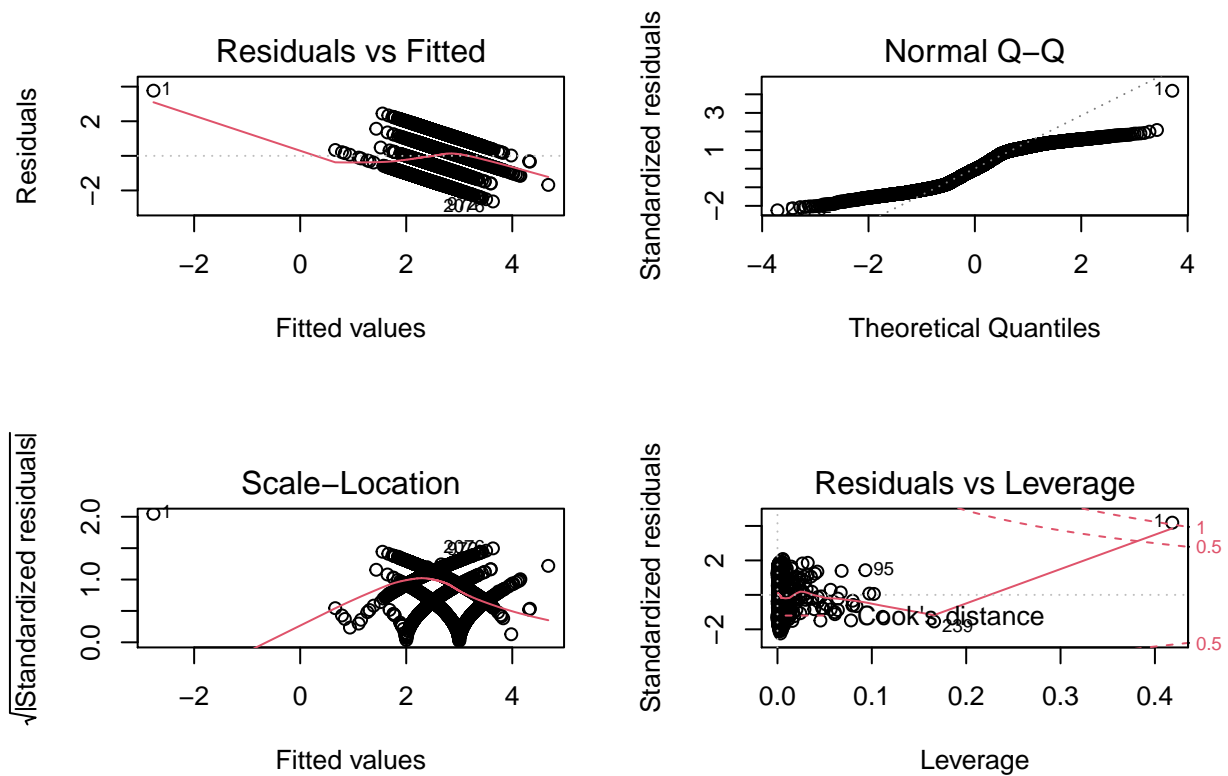 Residuals vs Fitted
Residuals
2
−2
1
−2
0
2
4
Fitted values
Normal Q−Q
Standardized residuals
3
1
−2
1
−4
−2
0
2
4
Theoretical Quantiles
Scale−Location
√|Standardized residuals|
2.0
1.0
0.0
1
−2
0
2
4
Fitted values
Residuals vs Leverage
Standardized residuals
2
0
−2
1
95
239
Cook's distance
1
0.5
0.5
0.0
0.1
0.2
0.3
0.4
Leverage